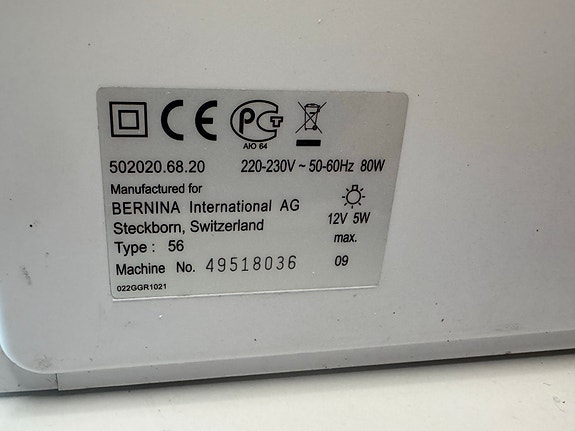 CE PCT
AIO 64
502020.68.20 220-230V ~ 50-60Hz 80W
Manufactured for
BERNINA International AG
Steckborn, Switzerland
12V 5W
max.
Type : 56
Machine No. 49518036 09
022GGR1021